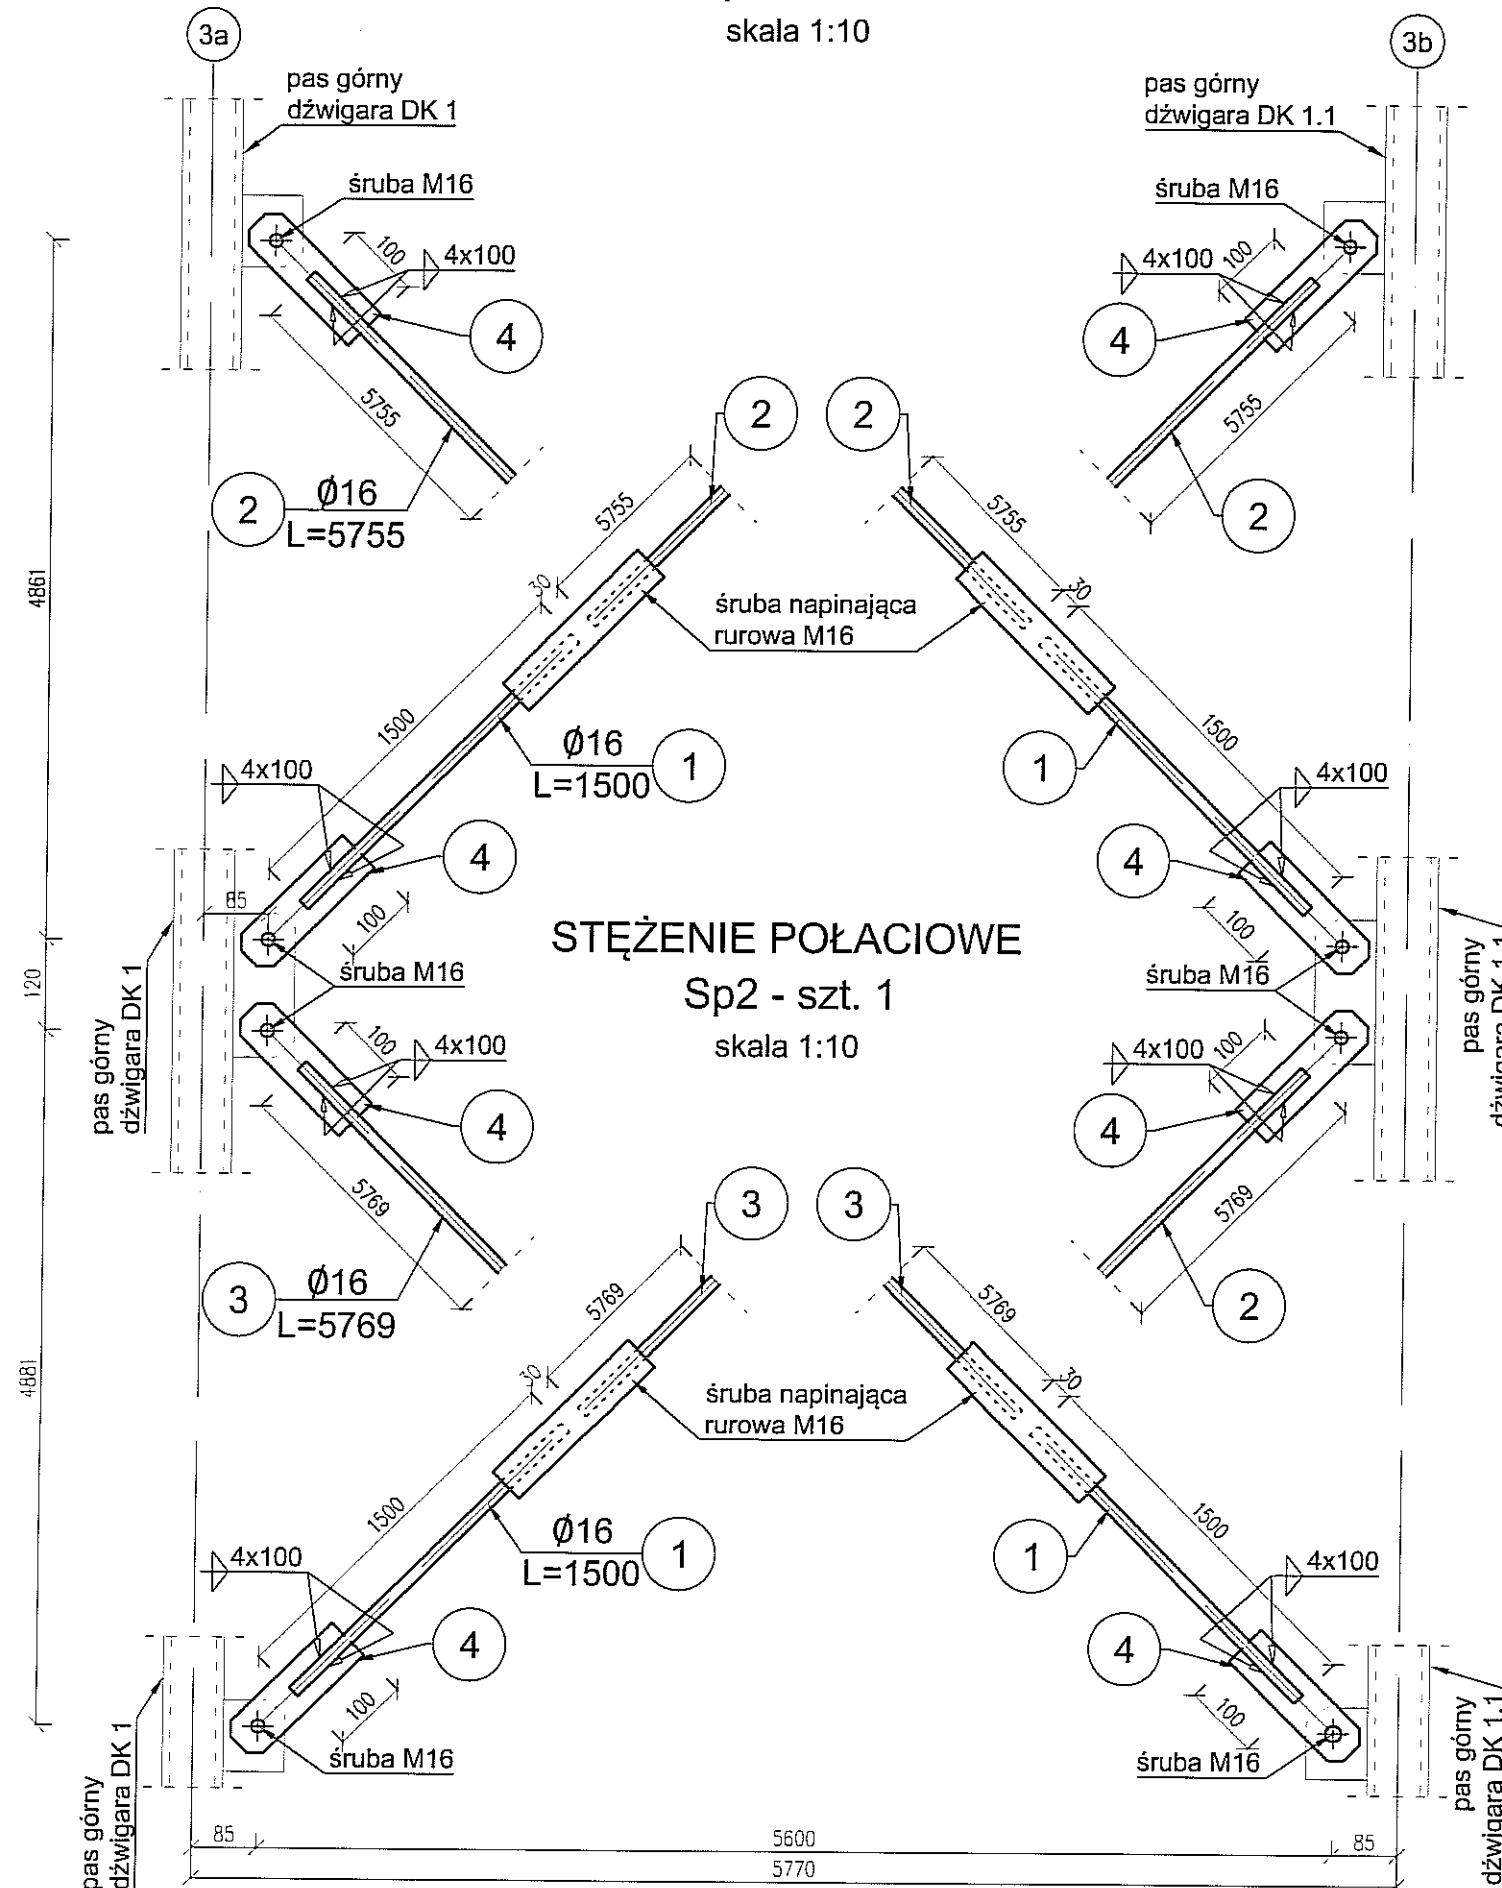 skala 1:10
3a
3b
pas górny
dźwigara DK 1
pas górny
dźwigara DK 1.1
śruba M16
śruba M16
100
4x100
4x100
100
4
4
5755
5755
2
Ø16
L=5755
2
2
2
5755
5755
30
30
4861
śruba napinająca
rurowa M16
1500
1500
Ø16
L=1500
1
1
4x100
4x100
4
4
85
100
100
STĘŻENIE POŁACIOWE
Sp2 - szt. 1
skala 1:10
śruba M16
śruba M16
120
pas górny
dźwigara DK 1
pas górny
dźwigara DK 1.1
100
4x100
4x100
100
4
4
5769
5769
3
Ø16
L=5769
2
3
3
5769
5769
30
30
4881
śruba napinająca
rurowa M16
1500
1500
Ø16
L=1500
1
1
4x100
4x100
4
4
100
100
śruba M16
śruba M16
pas górny
dźwigara DK 1
pas górny
dźwigara DK 1.1
85
5600
85
5770